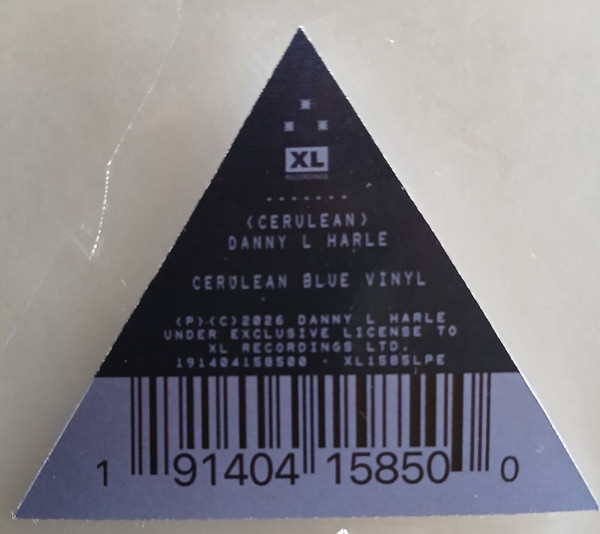 XL
RECORDINGS
-------
(CERULEAN)
DANNY L HARLE
CERULEAN BLUE VINYL
(P)(C)2026 DANNY L HARLE
UNDER EXCLUSIVE LICENSE TO
XL RECORDINGS LTD.
191404158500 - XL1585LPE
1 91404 15850 0